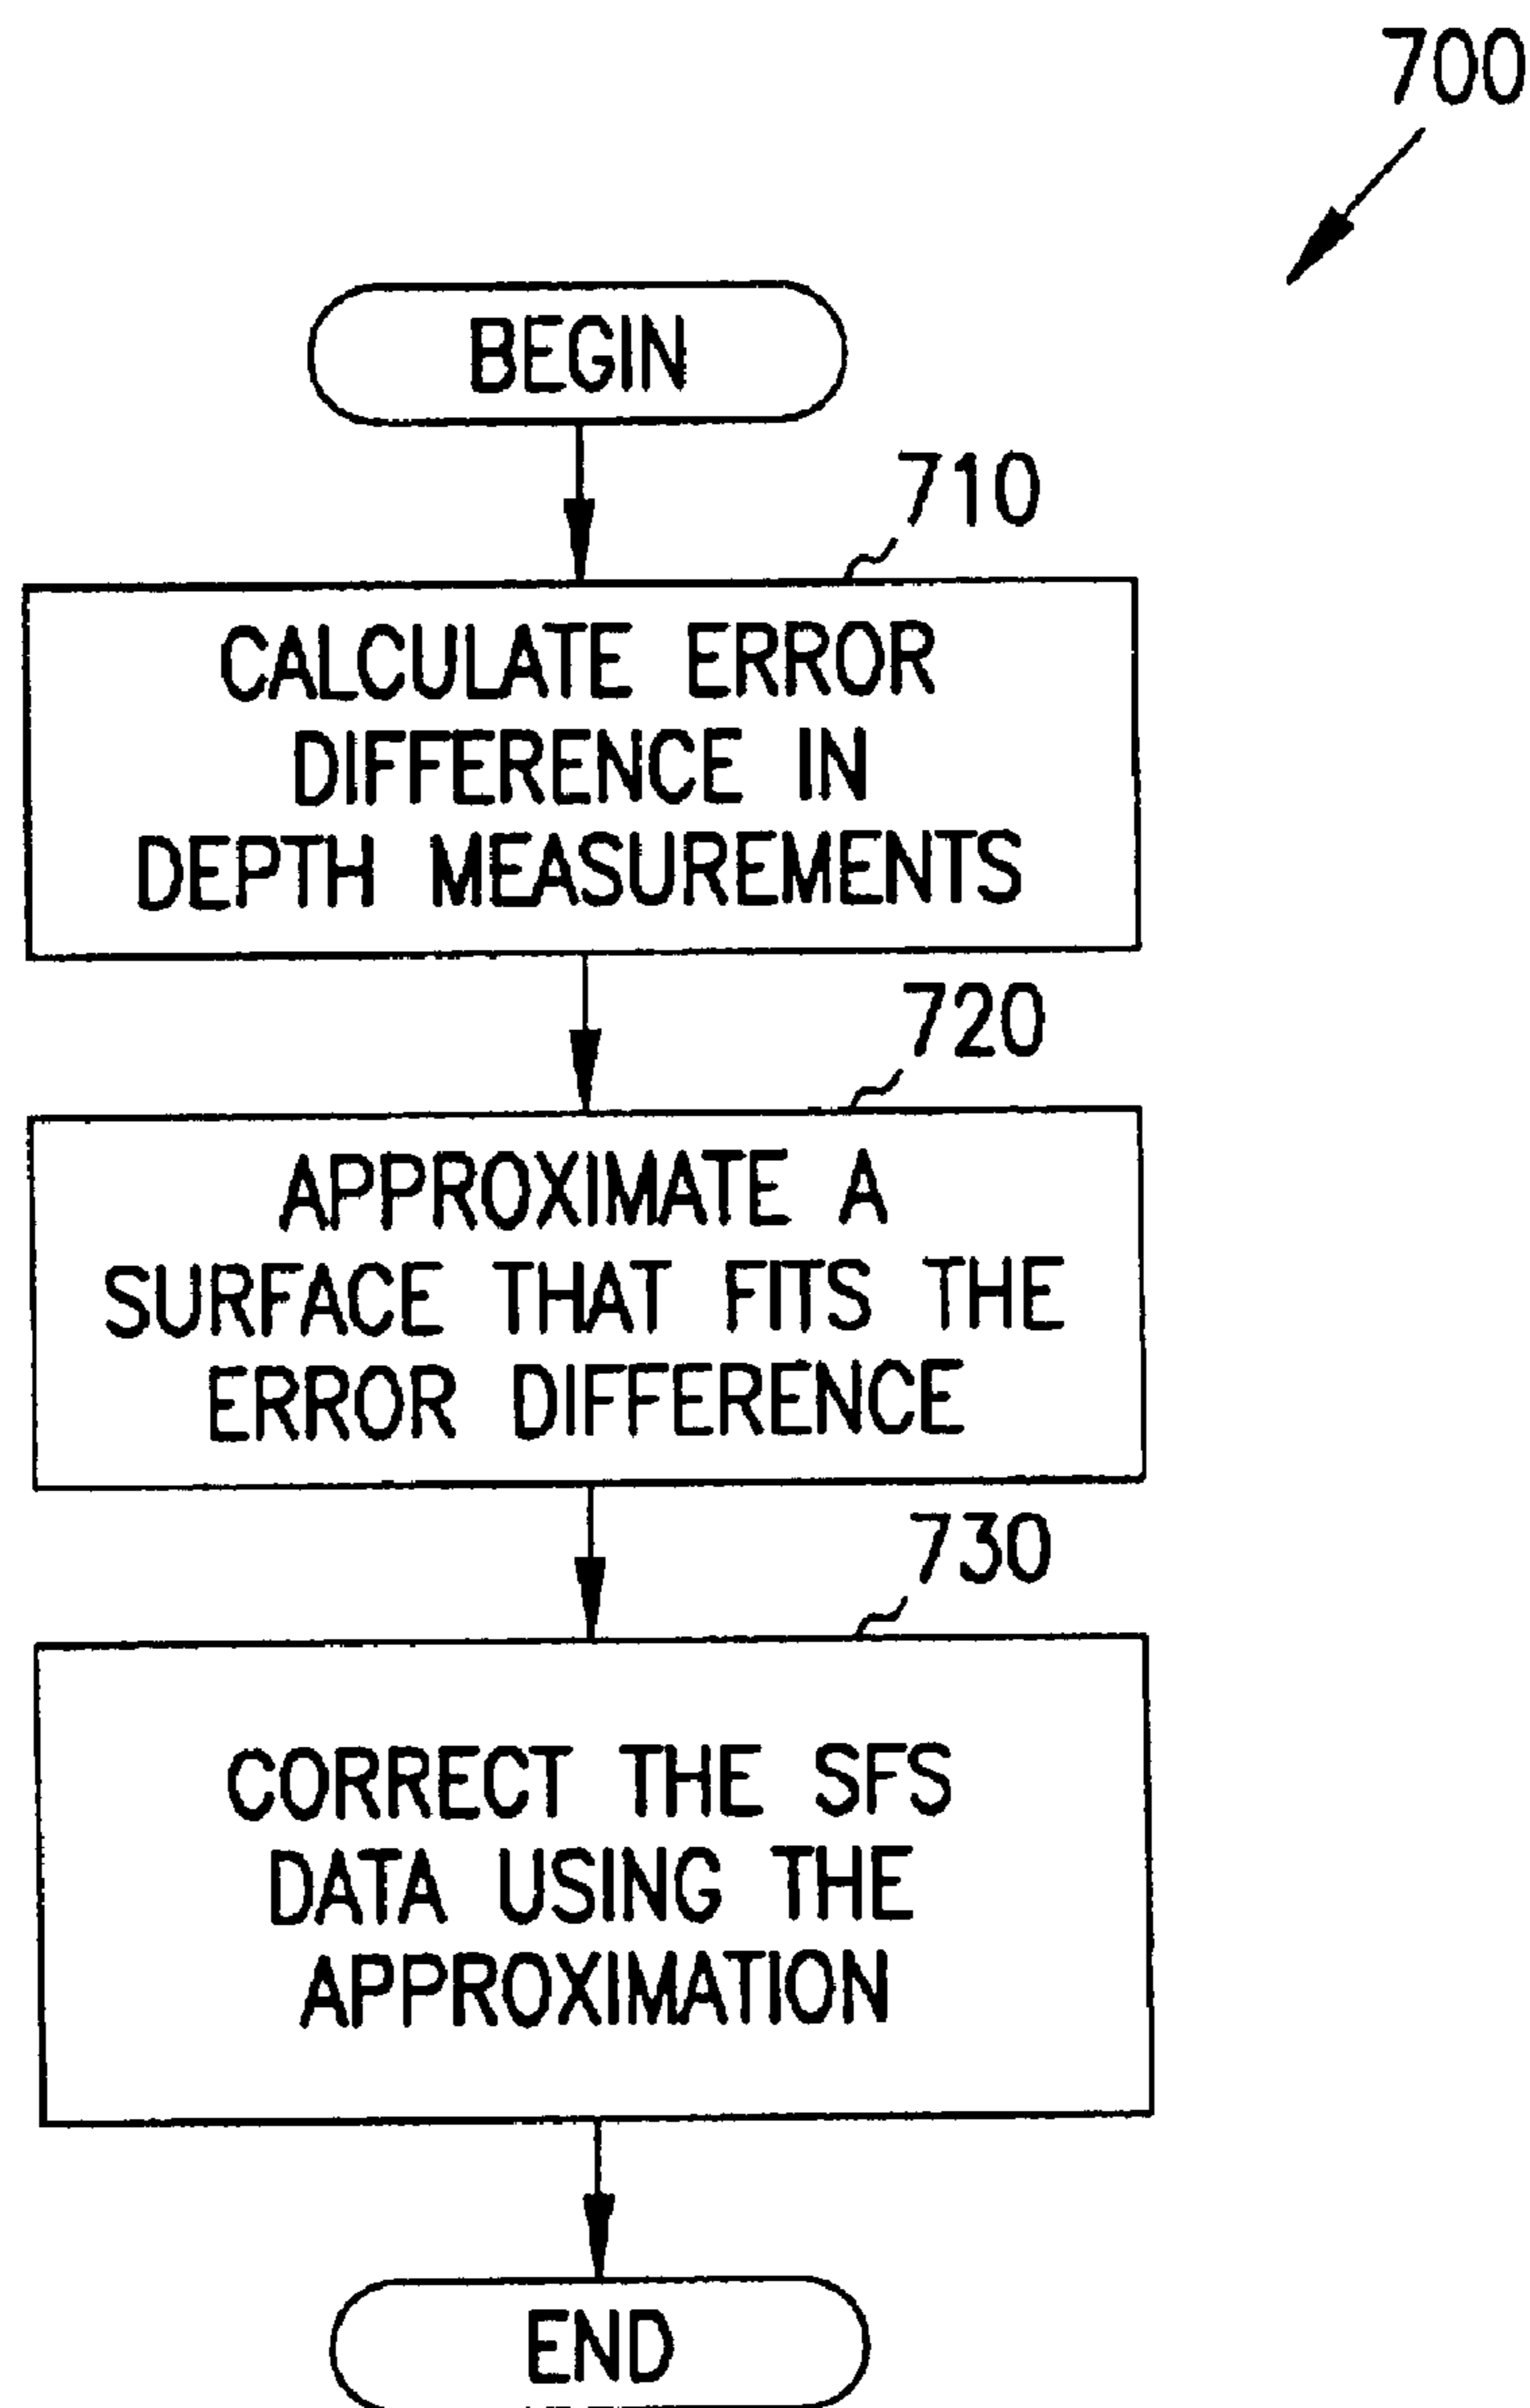 700
BEGIN
710
CALCULATE ERROR
DIFFERENCE IN
DEPTH MEASUREMENTS
720
APPROXIMATE A
SURFACE THAT FITS THE
ERROR DIFFERENCE
730
CORRECT THE SFS
DATA USING THE
APPROXIMATION
END